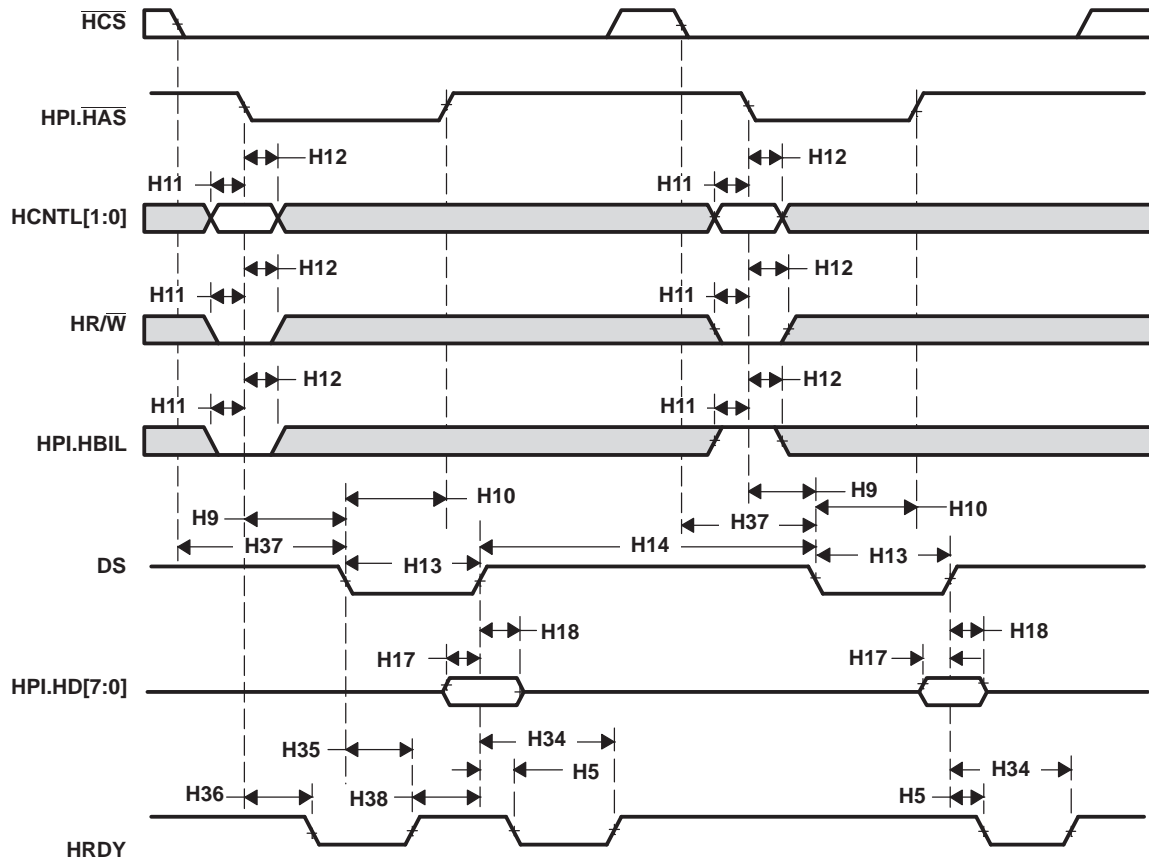 HCS
HPI.HAS
H12 H12
H11 H11
HCNTL[1:0]
H12 H12
H11 H11
HR/W
H12 H12
H11 H11
HPI.HBIL
H10 H9
H9 H10
H37 H37
H14
DS H13 H13
H18 H18
H17 H17
HPI.HD[7:0]
H34
H35 H5 H34
H36 H38 H5
HRDY